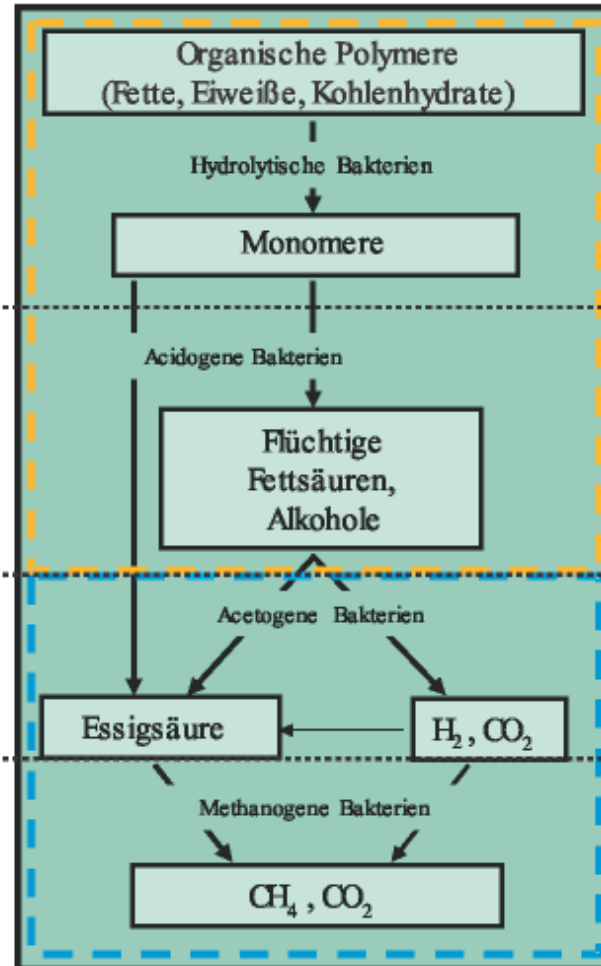 Organische Polymere
(Fette, Eiweiße, Kohlenhydrate)
Hydrolytische Bakterien
Monomere
Acidogene Bakterien
Flüchtige
Fettsäuren,
Alkohole
Acetogene Bakterien
Essigsäure
H₂, CO₂
Methanogene Bakterien
CH₄, CO₂